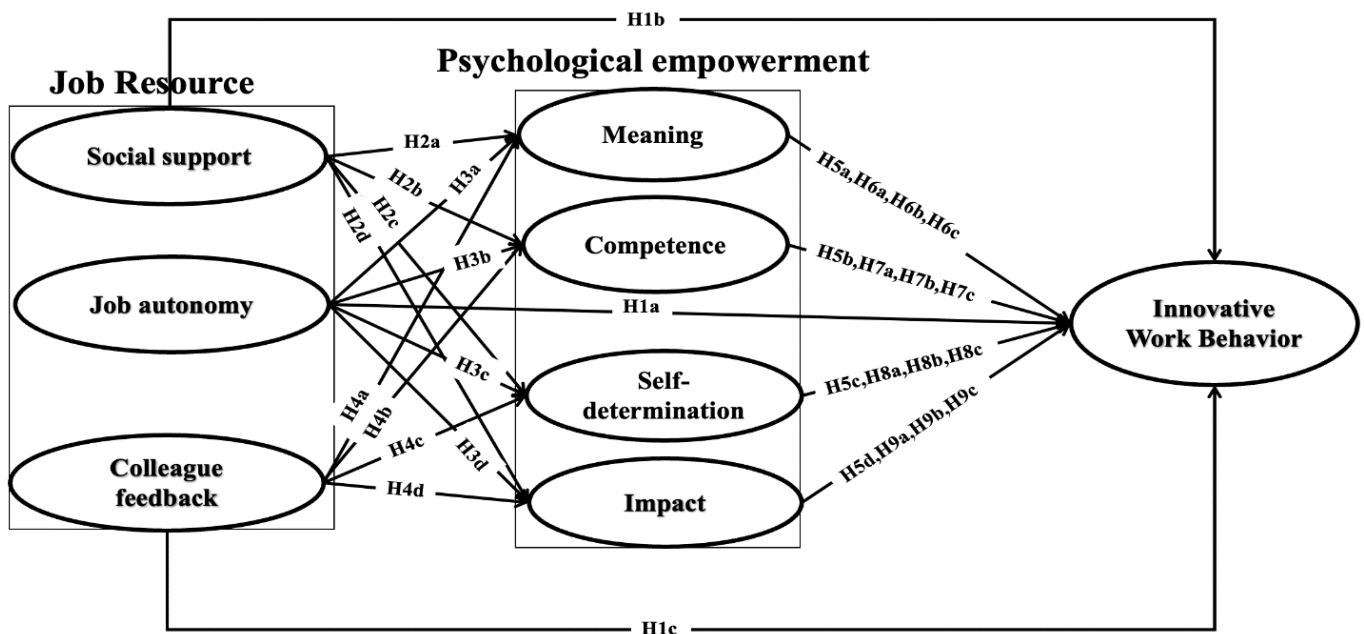 H1b
Psychological empowerment
Job Resource
Social support
Job autonomy
Colleague
feedback
H2a
H2b
H2c
H2d
H3a
H3b
H1a
H3c
H3d
H4a
H4b
H4c
H4d
Meaning
Competence
Self-
determination
Impact
H5a,H6a,H6b,H6c
H5b,H7a,H7b,H7c
H5c,H8a,H8b,H8c
H5d,H9a,H9b,H9c
Innovative
Work Behavior
H1c